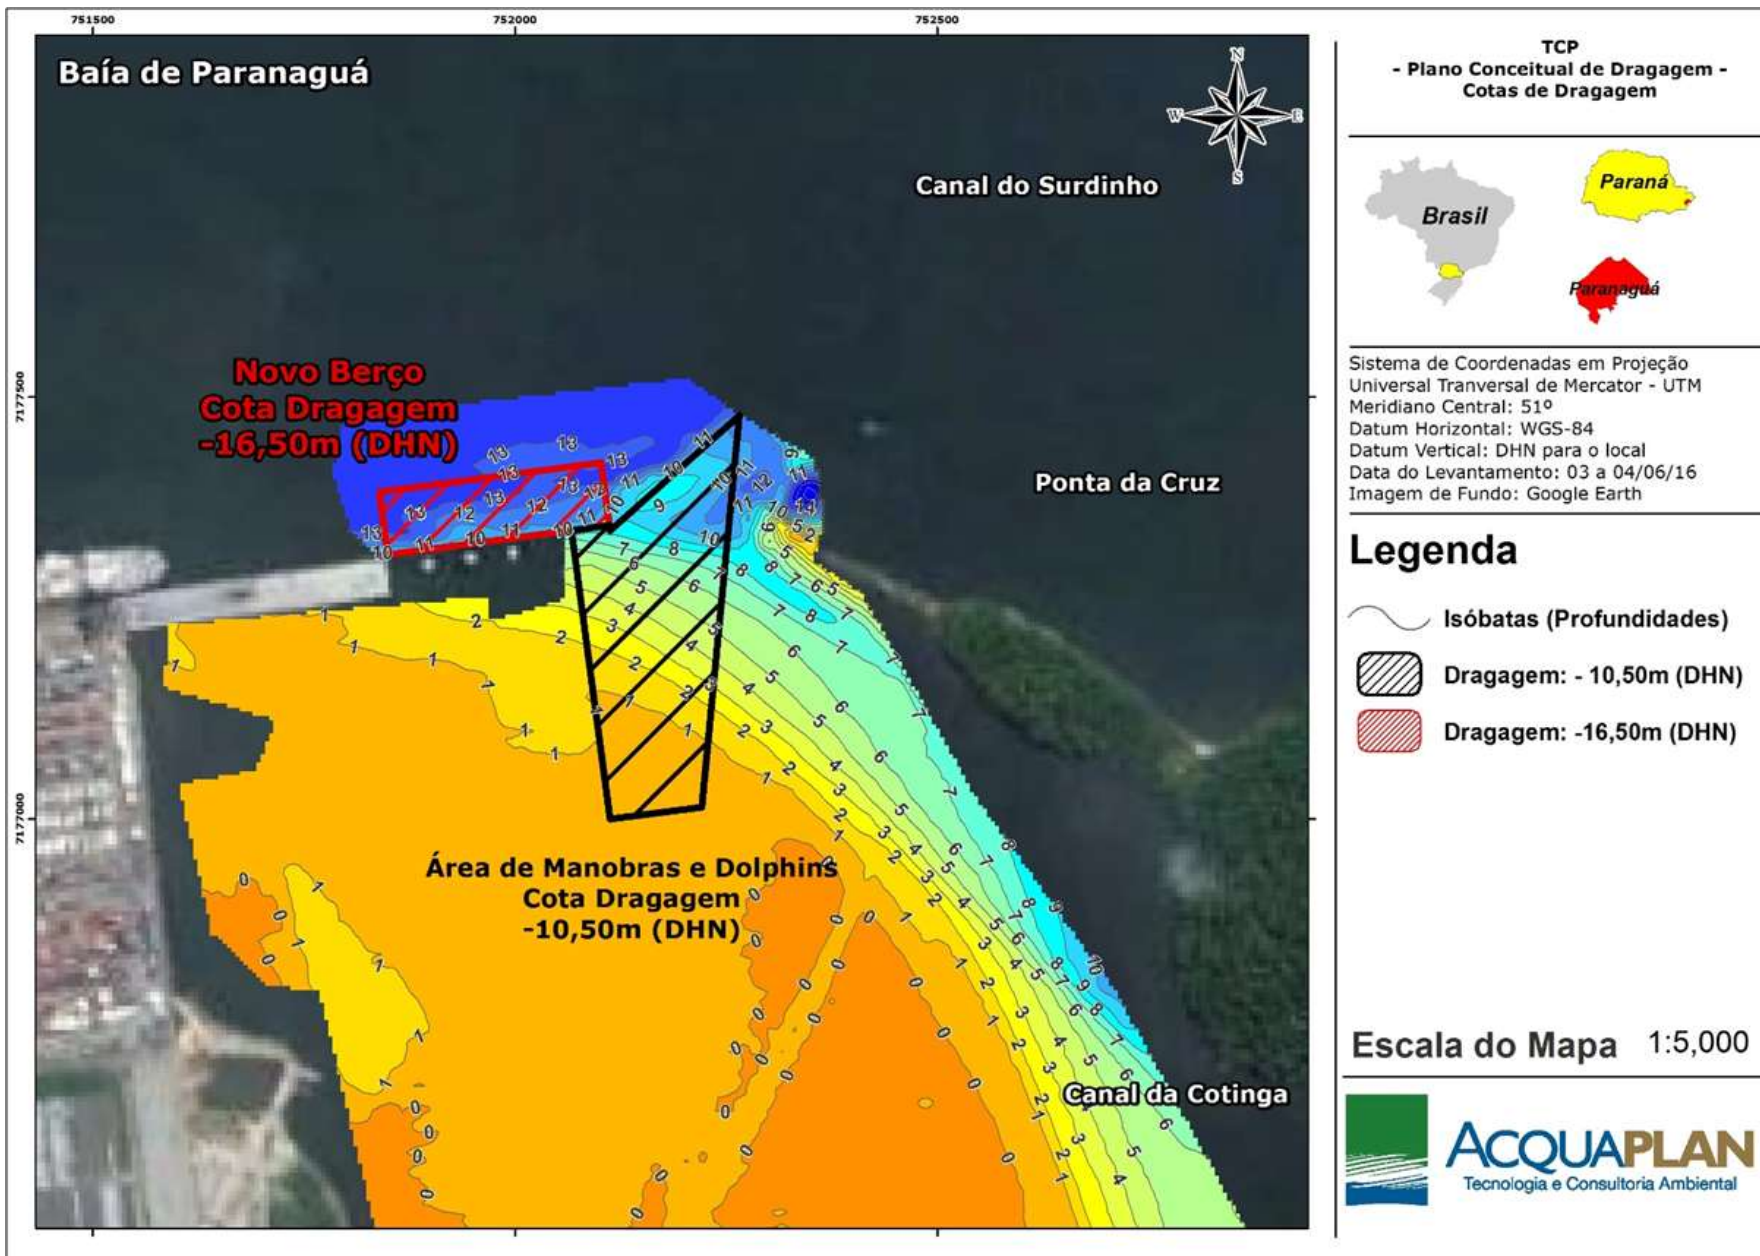 751500
752000
752500
7177500
7177000
Baía de Paranaguá
N
W
E
S
Canal do Surdinho
Novo Berço
Cota Dragagem
-16,50m (DHN)
Ponta da Cruz
Área de Manobras e Dolphins
Cota Dragagem
-10,50m (DHN)
Canal da Cotinga
TCP
- Plano Conceitual de Dragagem -
Cotas de Dragagem
Brasil
Paraná
Paranaguá
Sistema de Coordenadas em Projeção
Universal Tranversal de Mercator - UTM
Meridiano Central: 51º
Datum Horizontal: WGS-84
Datum Vertical: DHN para o local
Data do Levantamento: 03 a 04/06/16
Imagem de Fundo: Google Earth
Legenda
Isóbatas (Profundidades)
Dragagem: - 10,50m (DHN)
Dragagem: -16,50m (DHN)
Escala do Mapa 1:5,000
ACQUAPLAN
Tecnologia e Consultoria Ambiental